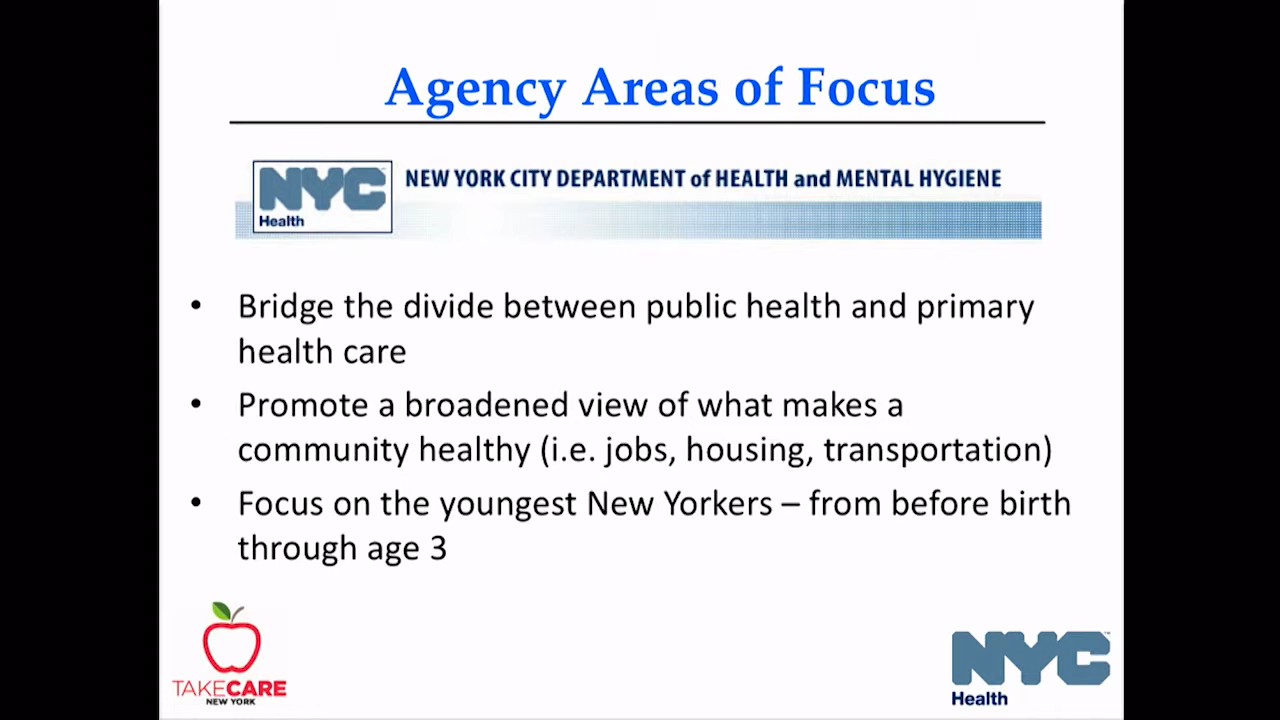 Agency Areas of Focus
NYC
Health
NEW YORK CITY DEPARTMENT of HEALTH and MENTAL HYGIENE
• Bridge the divide between public health and primary
health care
• Promote a broadened view of what makes a
community healthy (i.e. jobs, housing, transportation)
• Focus on the youngest New Yorkers – from before birth
through age 3
TAKECARE
NEW YORK
NYC
Health